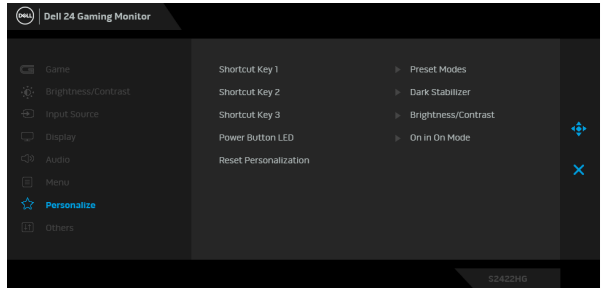 DELL Dell 24 Gaming Monitor
Game
Brightness/Contrast
Input Source
Display
Audio
Menu
Personalize
Others
Shortcut Key 1 Preset Modes
Shortcut Key 2 Dark Stabilizer
Shortcut Key 3 Brightness/Contrast
Power Button LED On in On Mode
Reset Personalization
S2422HG